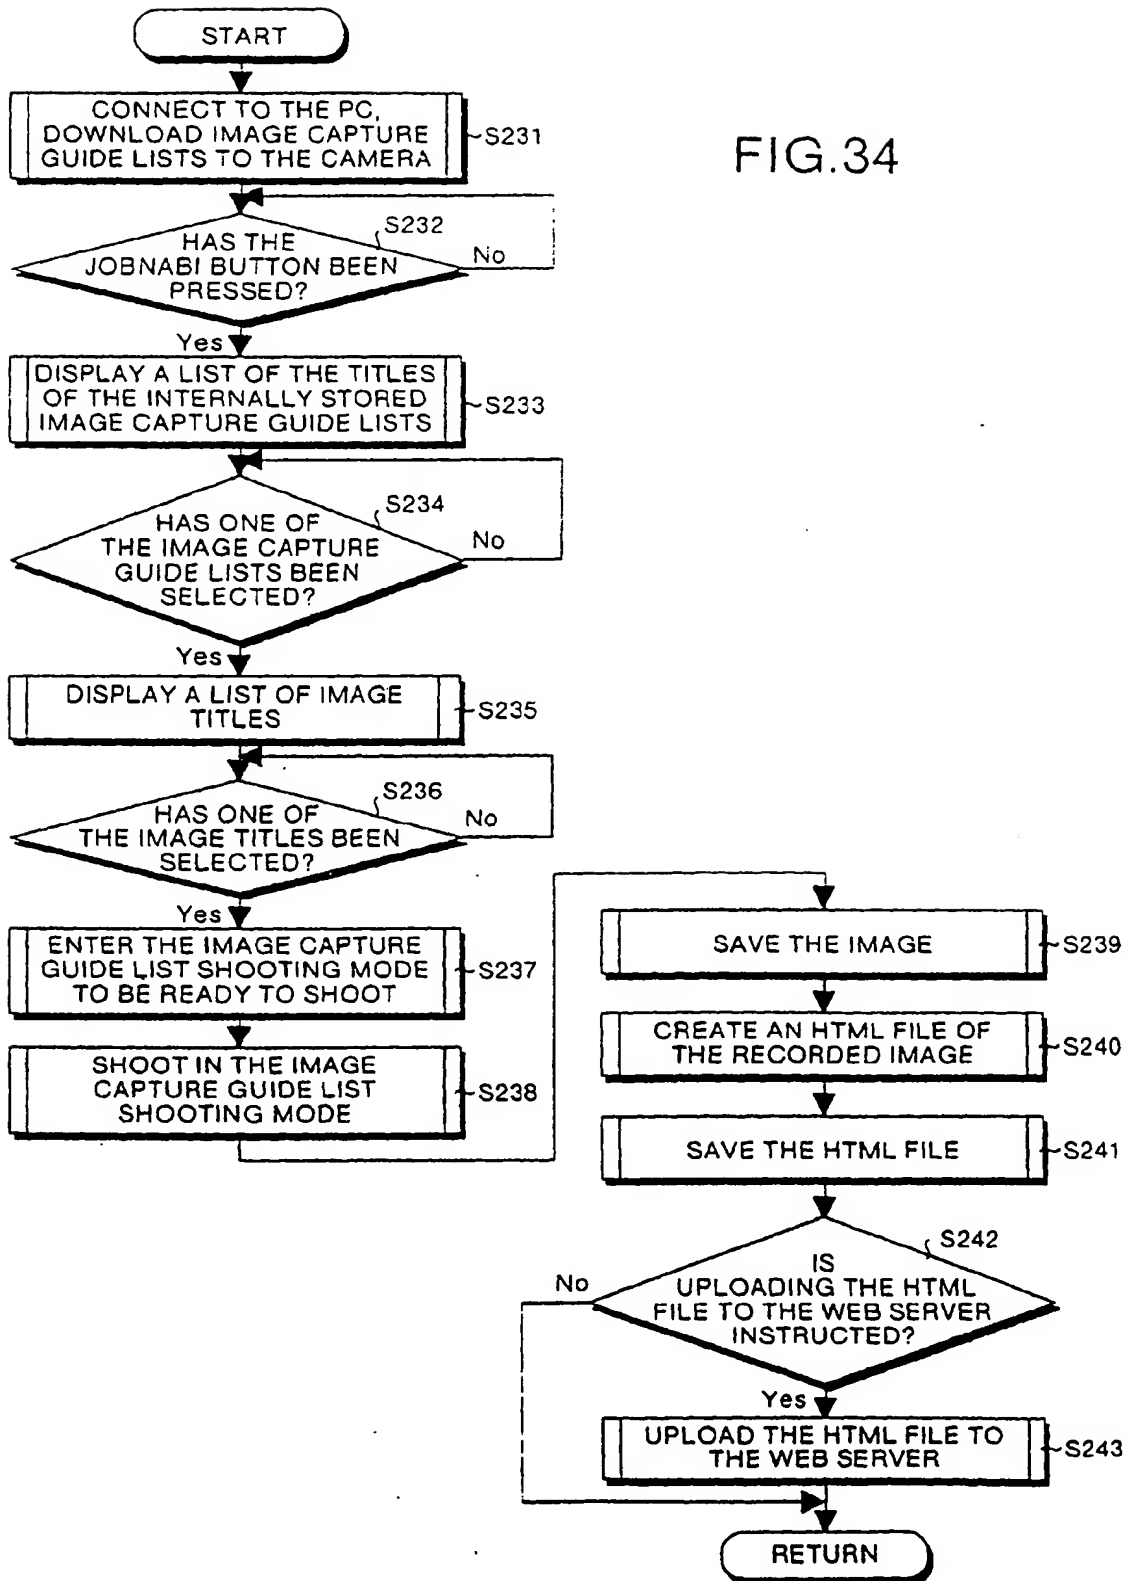 START
CONNECT TO THE PC,
DOWNLOAD IMAGE CAPTURE
GUIDE LISTS TO THE CAMERA
S231
FIG.34
S232
HAS THE
JOBNABI BUTTON BEEN
PRESSED?
No
Yes
DISPLAY A LIST OF THE TITLES
OF THE INTERNALLY STORED
IMAGE CAPTURE GUIDE LISTS
S233
S234
HAS ONE OF
THE IMAGE CAPTURE
GUIDE LISTS BEEN
SELECTED?
No
Yes
DISPLAY A LIST OF IMAGE
TITLES
S235
S236
HAS ONE OF
THE IMAGE TITLES BEEN
SELECTED?
No
Yes
ENTER THE IMAGE CAPTURE
GUIDE LIST SHOOTING MODE
TO BE READY TO SHOOT
S237
SHOOT IN THE IMAGE
CAPTURE GUIDE LIST
SHOOTING MODE
S238
SAVE THE IMAGE
S239
CREATE AN HTML FILE OF
THE RECORDED IMAGE
S240
SAVE THE HTML FILE
S241
S242
IS
UPLOADING THE HTML
FILE TO THE WEB SERVER
INSTRUCTED?
No
Yes
UPLOAD THE HTML FILE TO
THE WEB SERVER
S243
RETURN